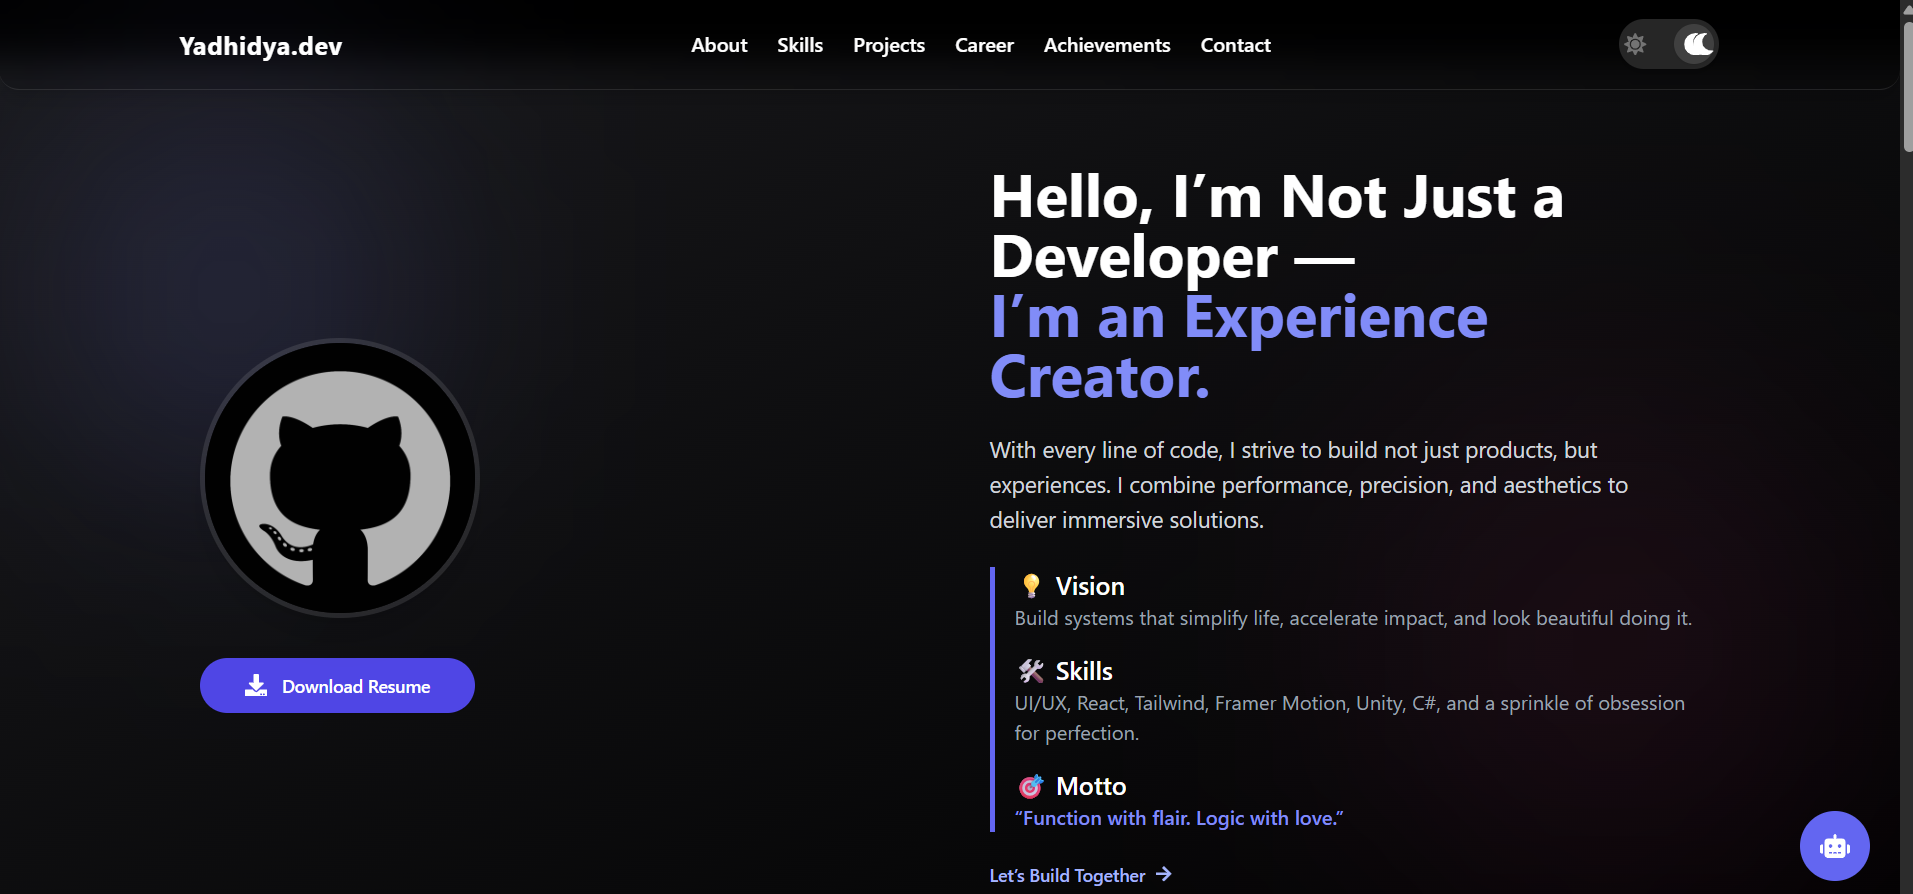 Yadhidya.dev
About Skills Projects Career Achievements Contact
Hello, I’m Not Just a
Developer —
I’m an Experience
Creator.
With every line of code, I strive to build not just products, but
experiences. I combine performance, precision, and aesthetics to
deliver immersive solutions.
💡 Vision
Build systems that simplify life, accelerate impact, and look beautiful doing it.
🛠️ Skills
UI/UX, React, Tailwind, Framer Motion, Unity, C#, and a sprinkle of obsession
for perfection.
🎯 Motto
“Function with flair. Logic with love.”
Let’s Build Together →
Download Resume